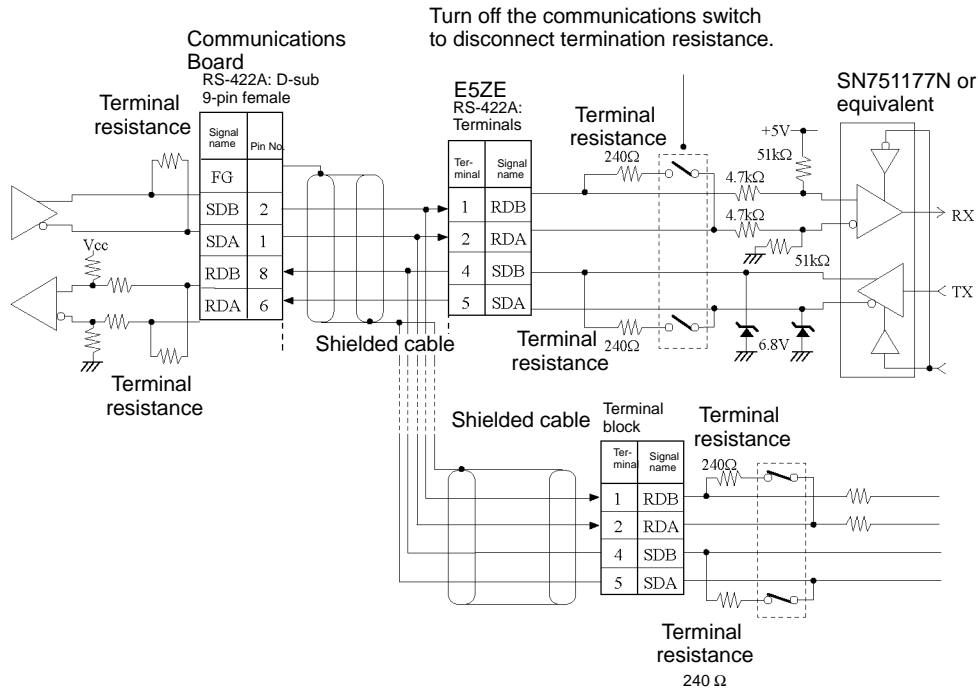 Turn off the communications switch
to disconnect termination resistance.
Communications
Board
RS-422A: D-sub
9-pin female
Terminal
resistance
Signal
name
Pin No.
FG
SDB 2
SDA 1
RDB 8
RDA 6
Vcc
Terminal
resistance
Shielded cable
E5ZE
RS-422A:
Terminals
Ter-
minal
Signal
name
1 RDB
2 RDA
4 SDB
5 SDA
Terminal
resistance
240Ω
Terminal
resistance
240Ω
SN751177N or
equivalent
+5V
51kΩ
4.7kΩ
4.7kΩ
51kΩ
RX
TX
6.8V
Shielded cable
Terminal
block
Ter-
minal
Signal
name
1 RDB
2 RDA
4 SDB
5 SDA
Terminal
resistance
240Ω
Terminal
resistance
240 Ω